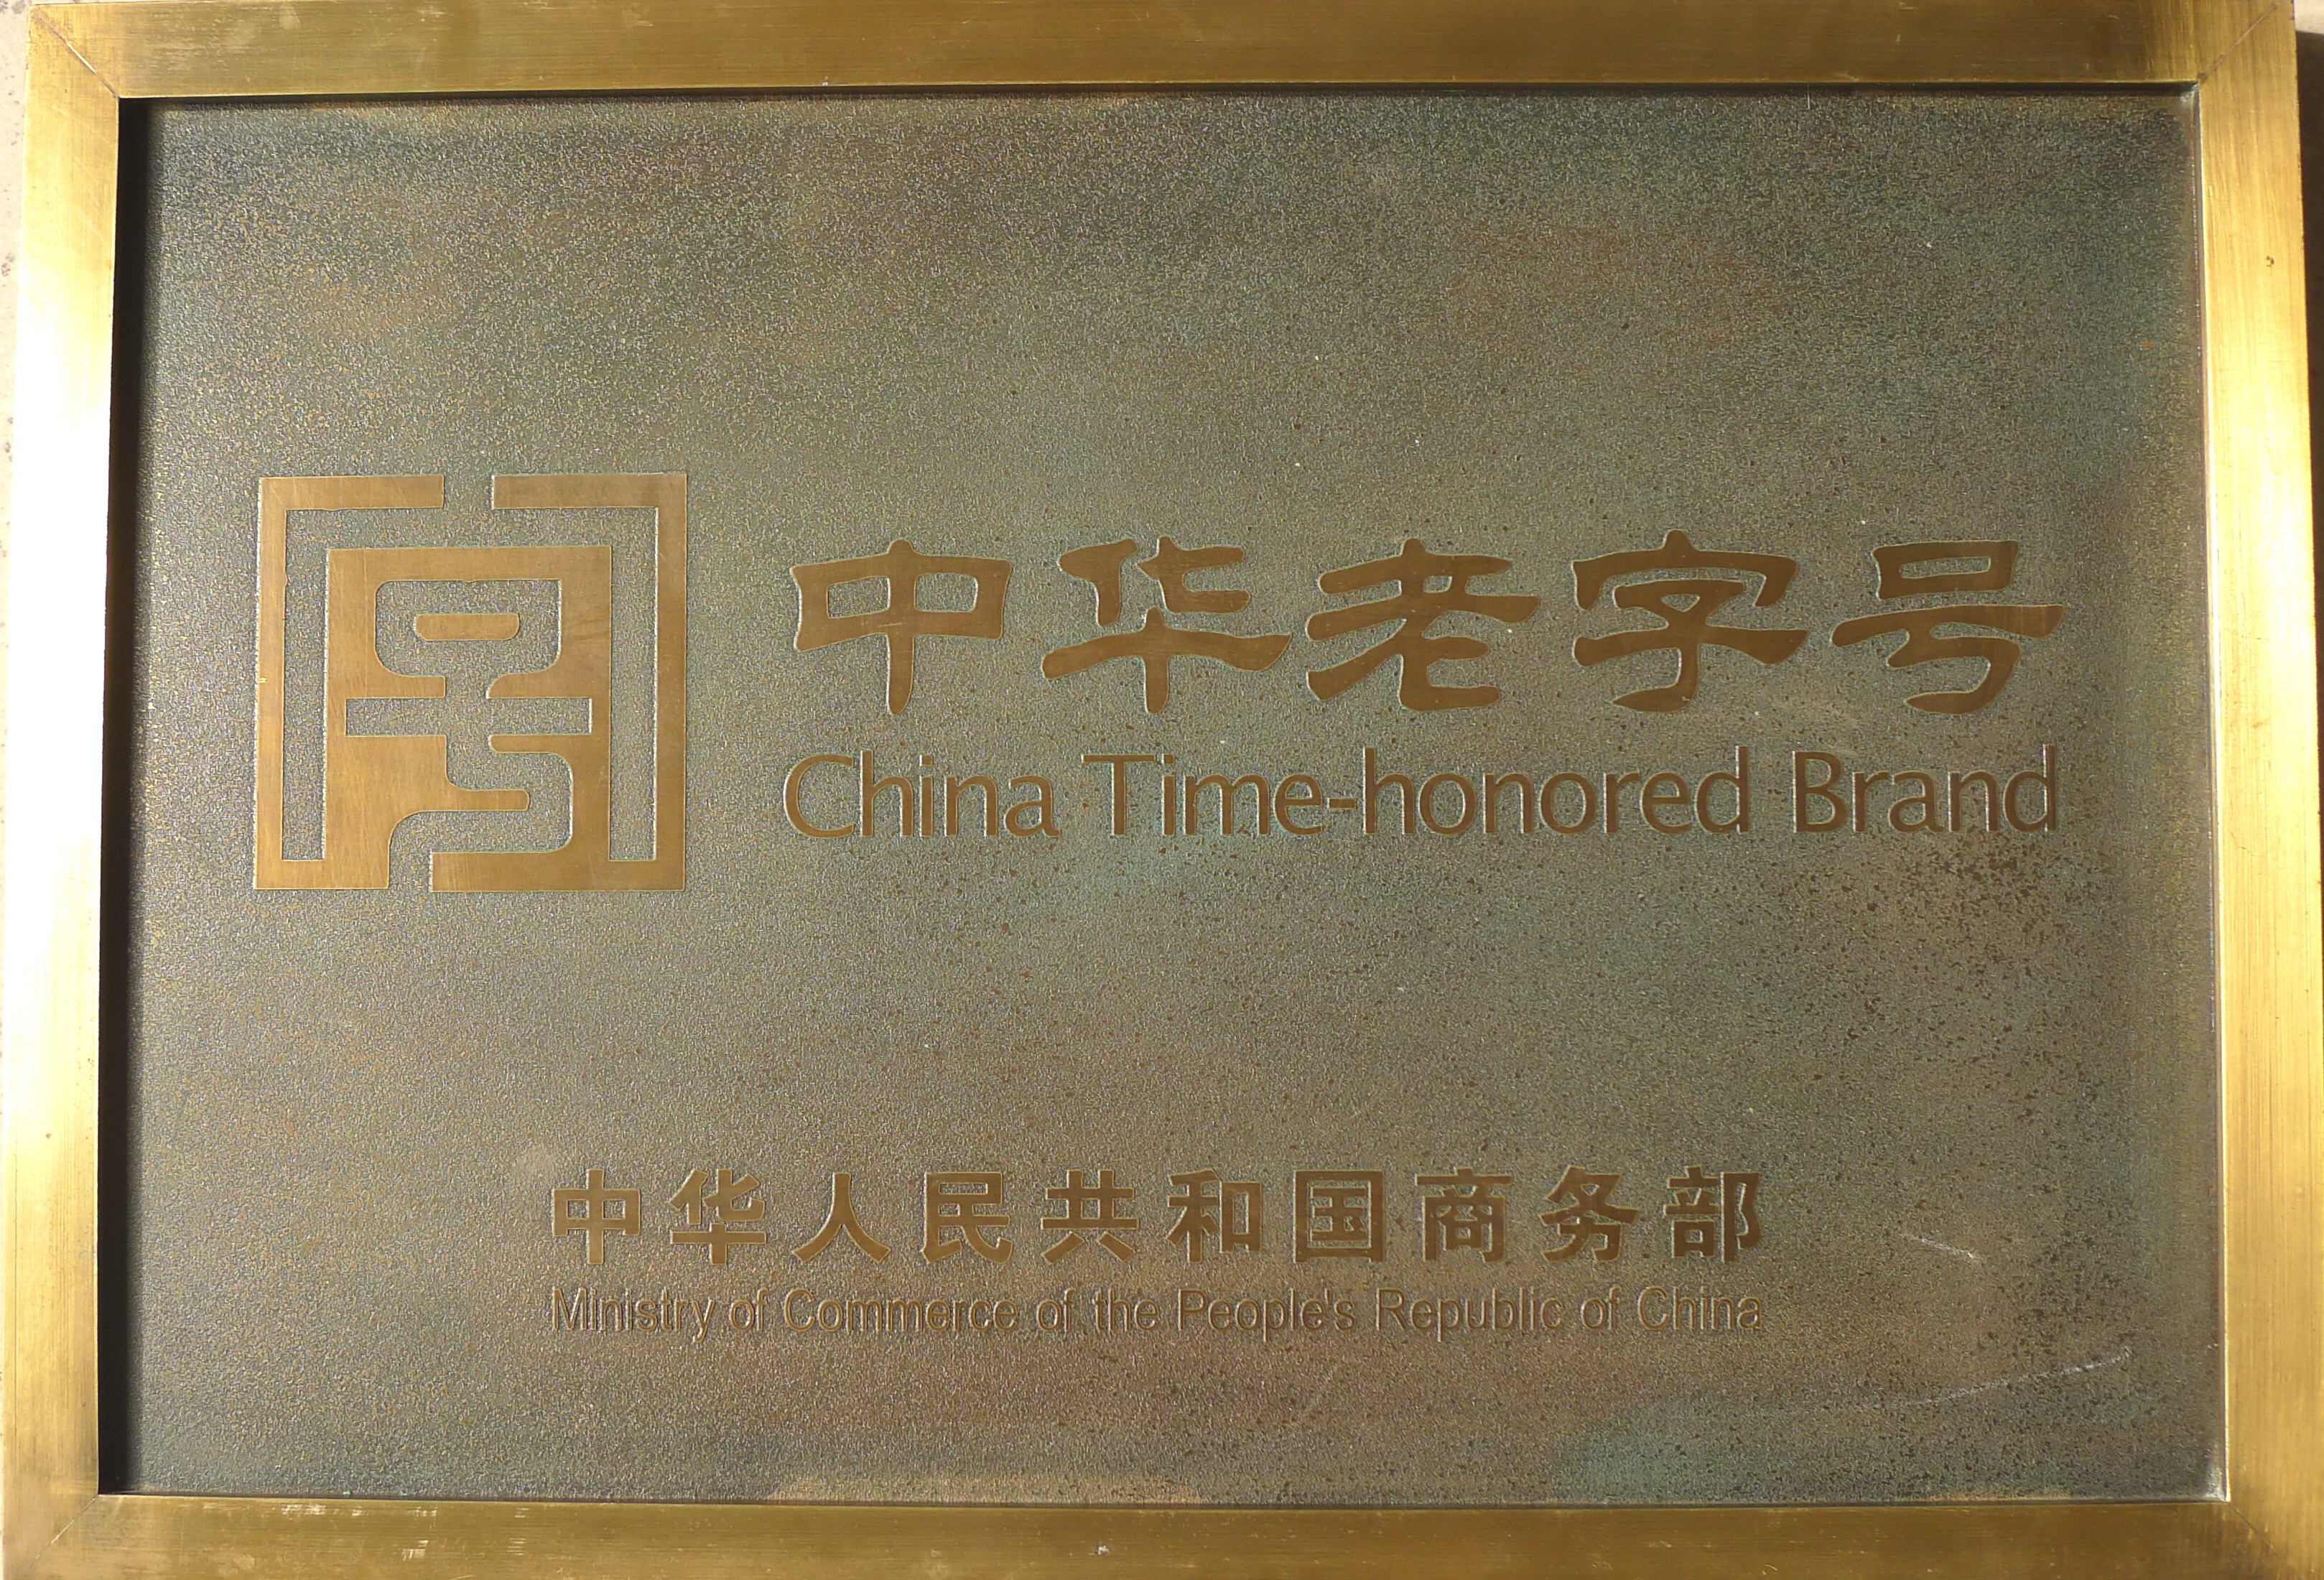 中华老字号
China Time-honored Brand
中华人民共和国商务部
Ministry of Commerce of the People's Republic of China